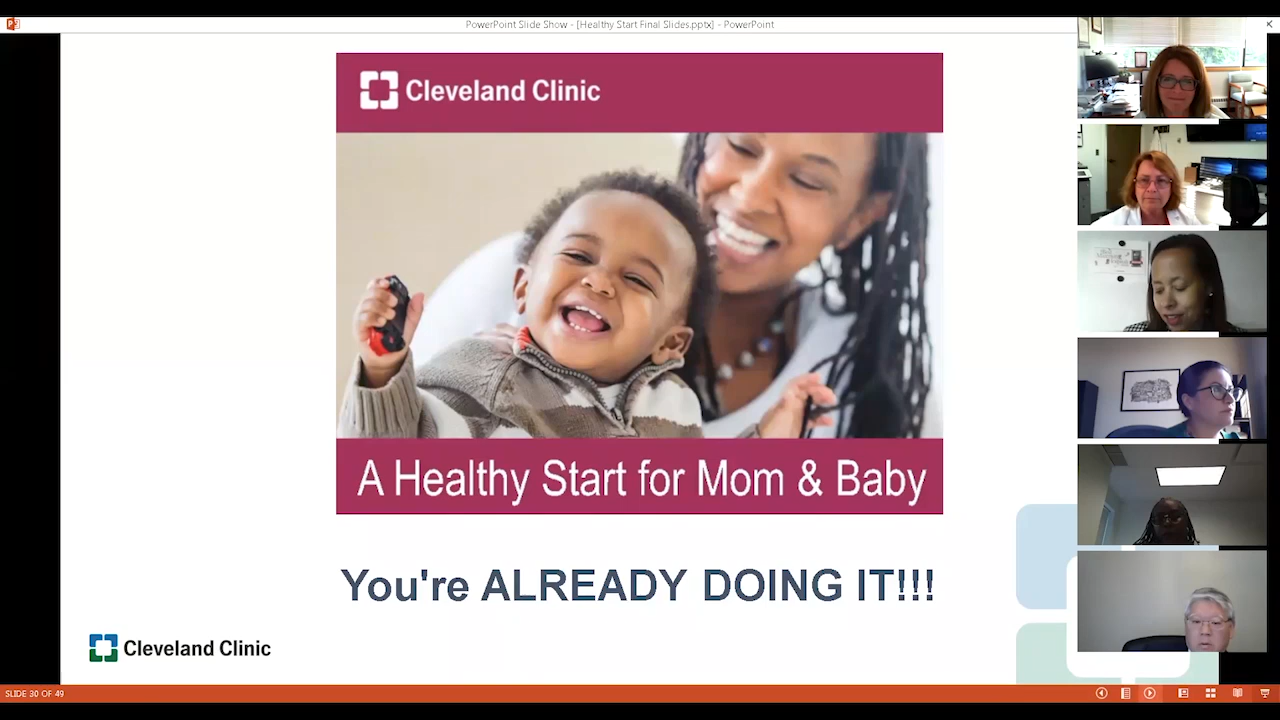 PowerPoint Slide Show - [Healthy Start Final Slides.pptx] - PowerPoint
Cleveland Clinic
A Healthy Start for Mom & Baby
You're ALREADY DOING IT!!!
Cleveland Clinic
SLIDE 30 OF 49